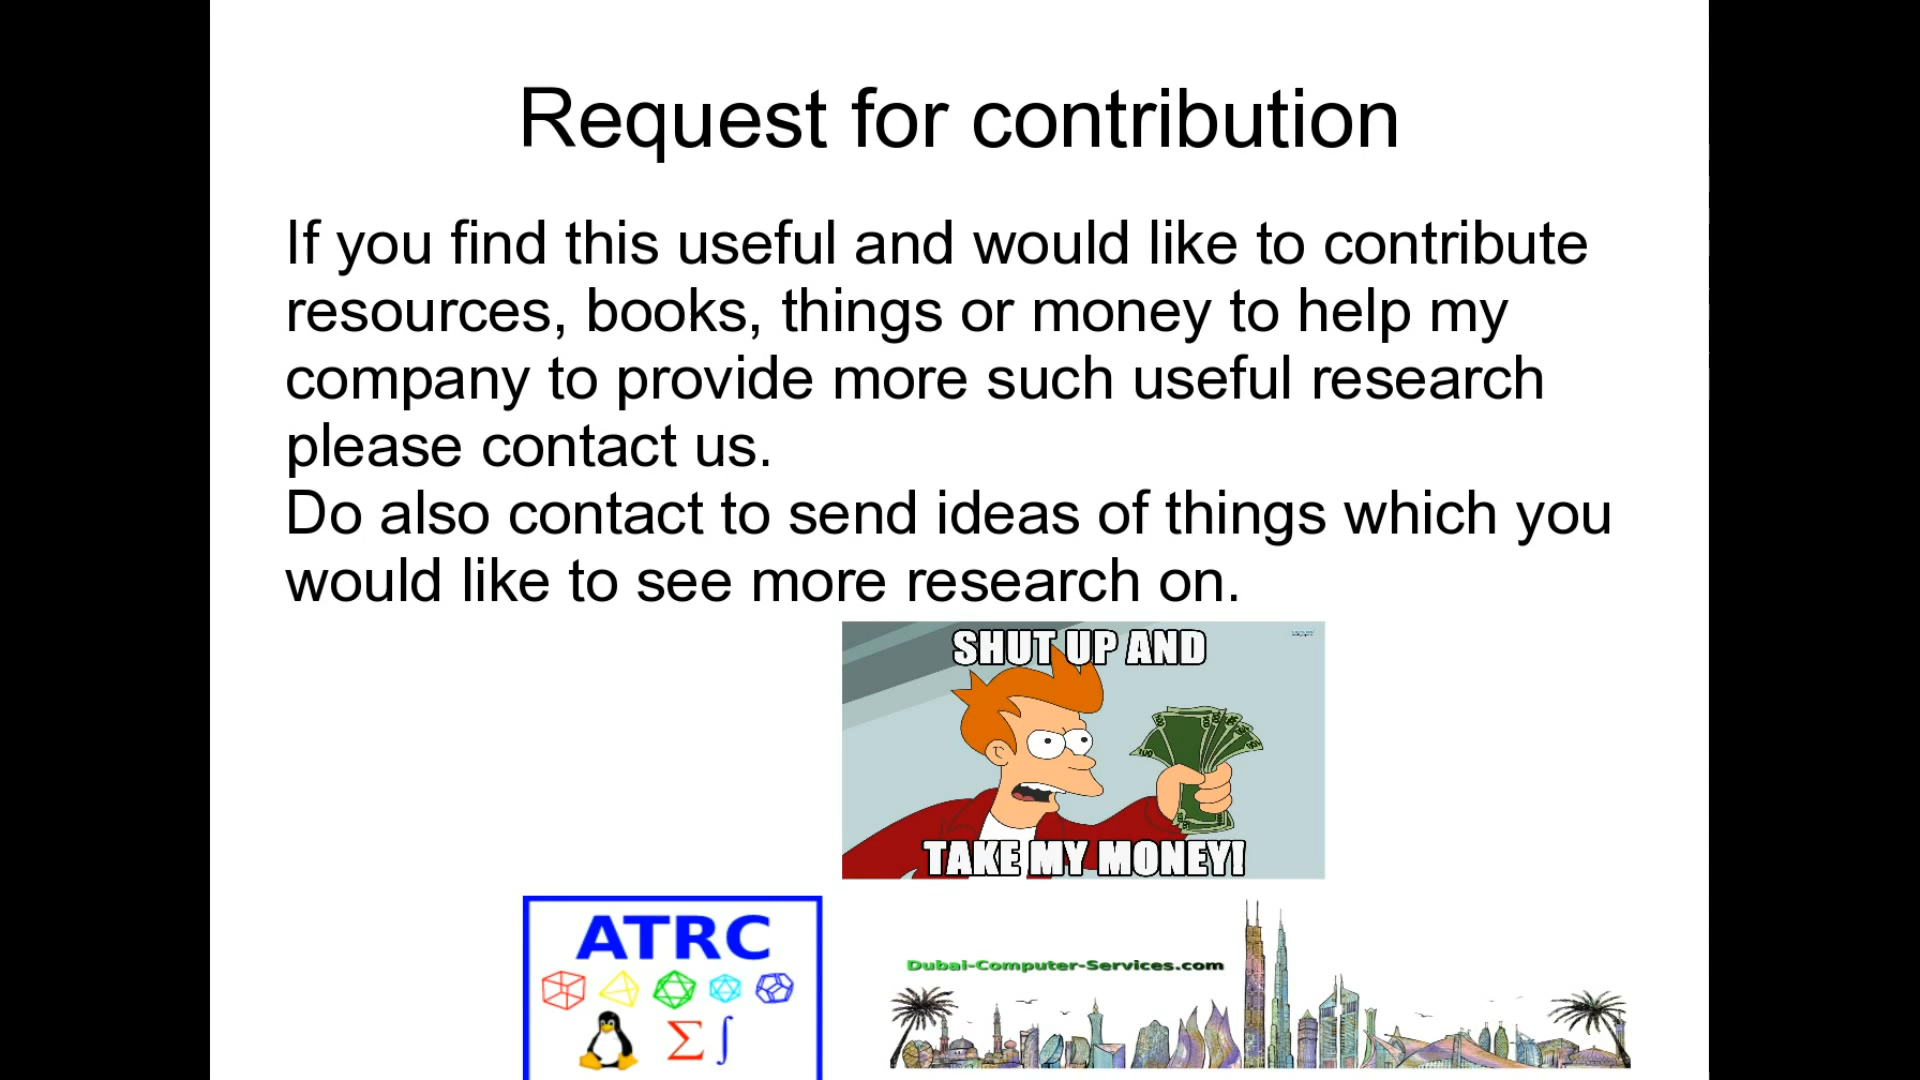 Request for contribution
If you find this useful and would like to contribute
resources, books, things or money to help my
company to provide more such useful research
please contact us.
Do also contact to send ideas of things which you
would like to see more research on.
SHUT UP AND
TAKE MY MONEY!
ATRC
Σ∫
Dubai-Computer-Services.com